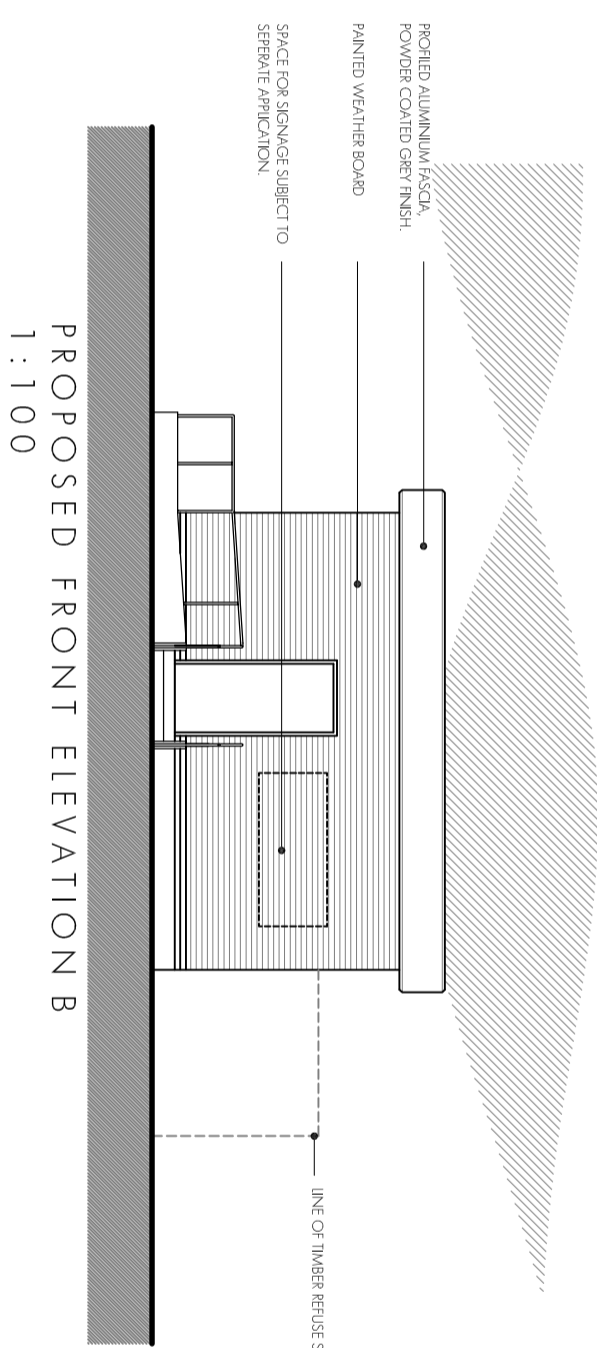 PROFILED ALUMINIUM FASCIA,
POWDER COATED GREY FINISH.
PAINTED WEATHER BOARD
SPACE FOR SIGNAGE SUBJECT TO
SEPERATE APPLICATION.
LINE OF TIMBER REFUSE S
PROPOSED FRONT ELEVATION B
1:100